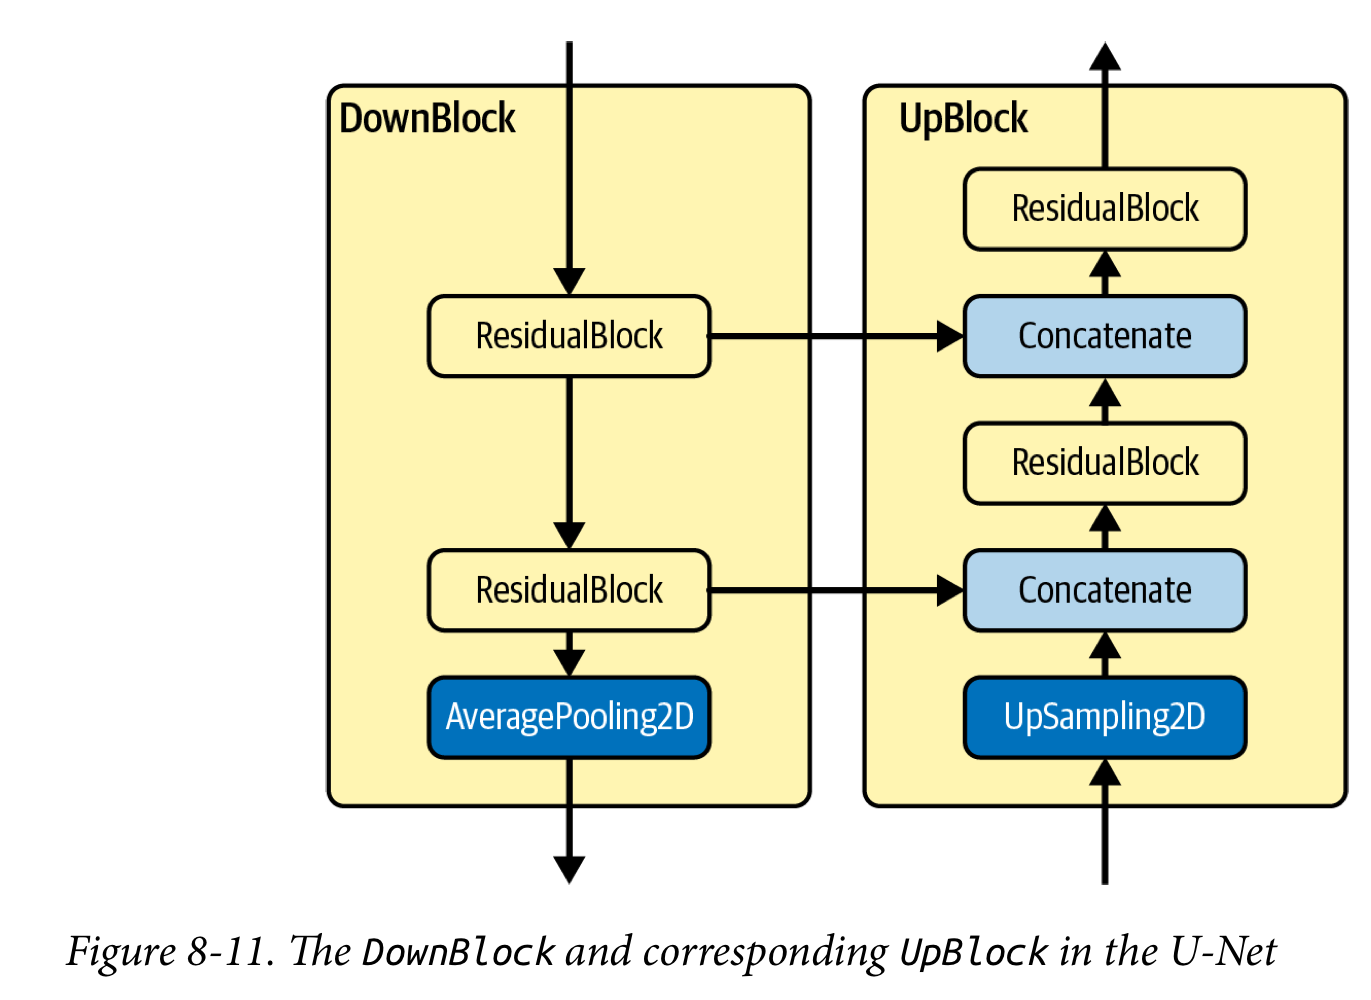 DownBlock
ResidualBlock
ResidualBlock
AveragePooling2D
UpBlock
ResidualBlock
Concatenate
ResidualBlock
Concatenate
UpSampling2D
Figure 8-11. The DownBlock and corresponding UpBlock in the U-Net